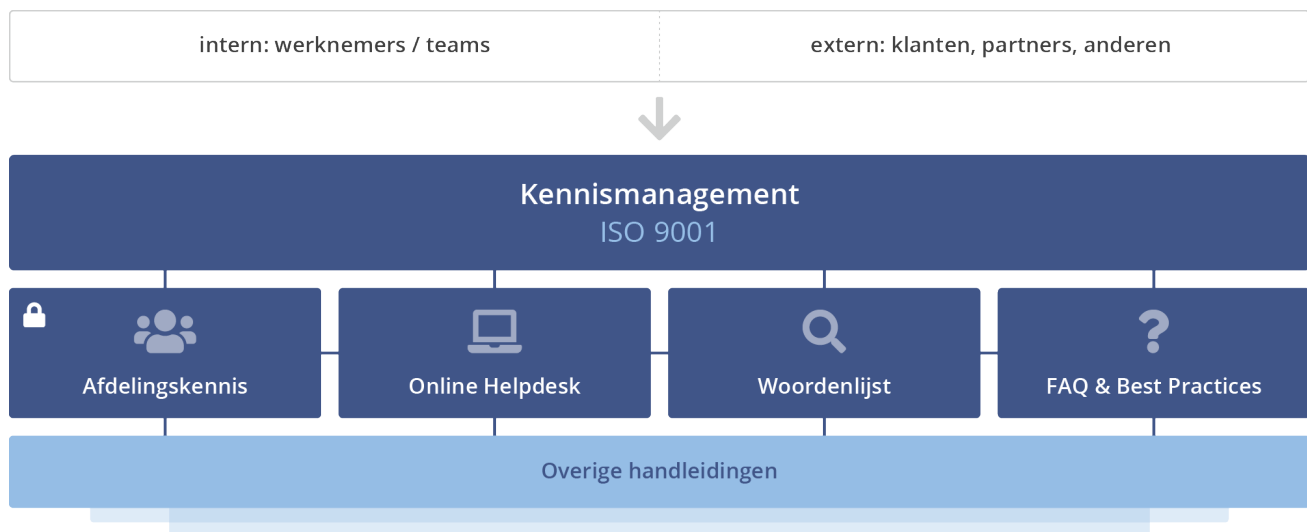 intern: werknemers / teams
extern: klanten, partners, anderen
Kennismanagement
ISO 9001
Afdelingskennis
Online Helpdesk
Woordenlijst
FAQ & Best Practices
Overige handleidingen